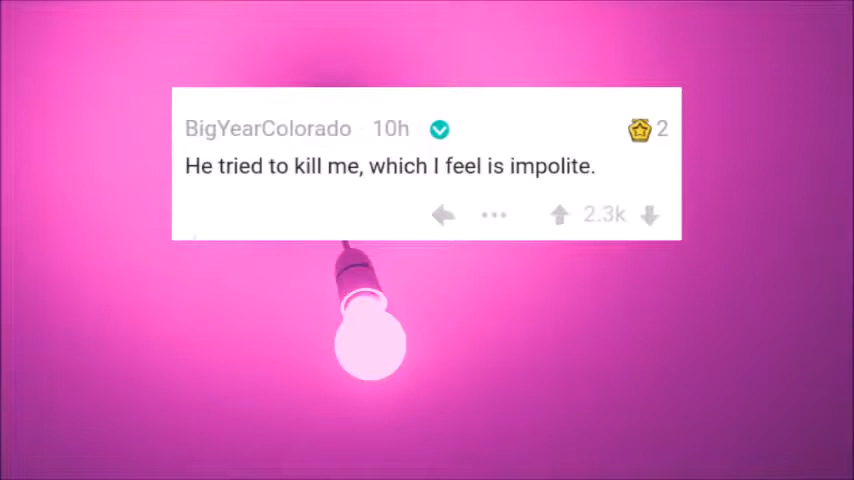 BigYearColorado 10h 2
He tried to kill me, which I feel is impolite.
2.3k